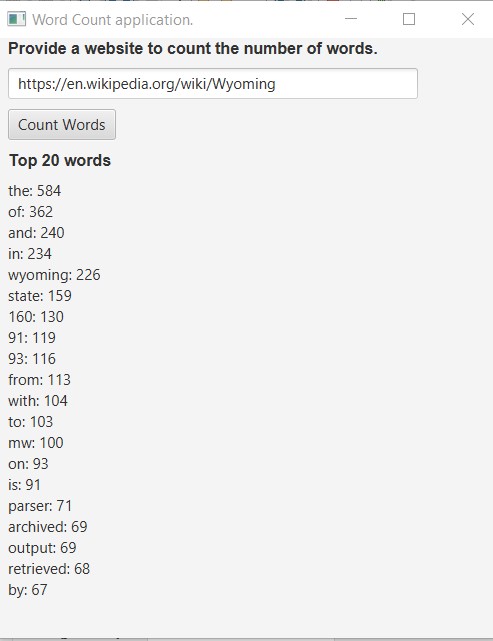 Word Count application.
Provide a website to count the number of words.
https://en.wikipedia.org/wiki/Wyoming
Count Words
Top 20 words
the: 584
of: 362
and: 240
in: 234
wyoming: 226
state: 159
160: 130
91: 119
93: 116
from: 113
with: 104
to: 103
mw: 100
on: 93
is: 91
parser: 71
archived: 69
output: 69
retrieved: 68
by: 67